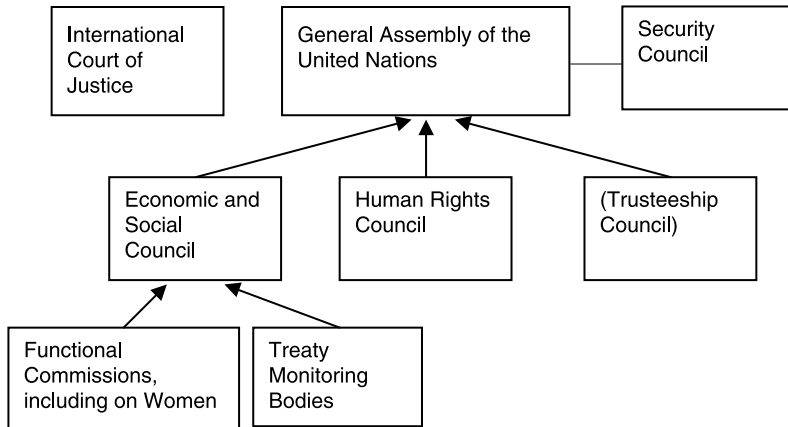 International
Court of
Justice
General Assembly of the
United Nations
Security
Council
Economic and
Social
Council
Human Rights
Council
(Trusteeship
Council)
Functional
Commissions,
including on Women
Treaty
Monitoring
Bodies